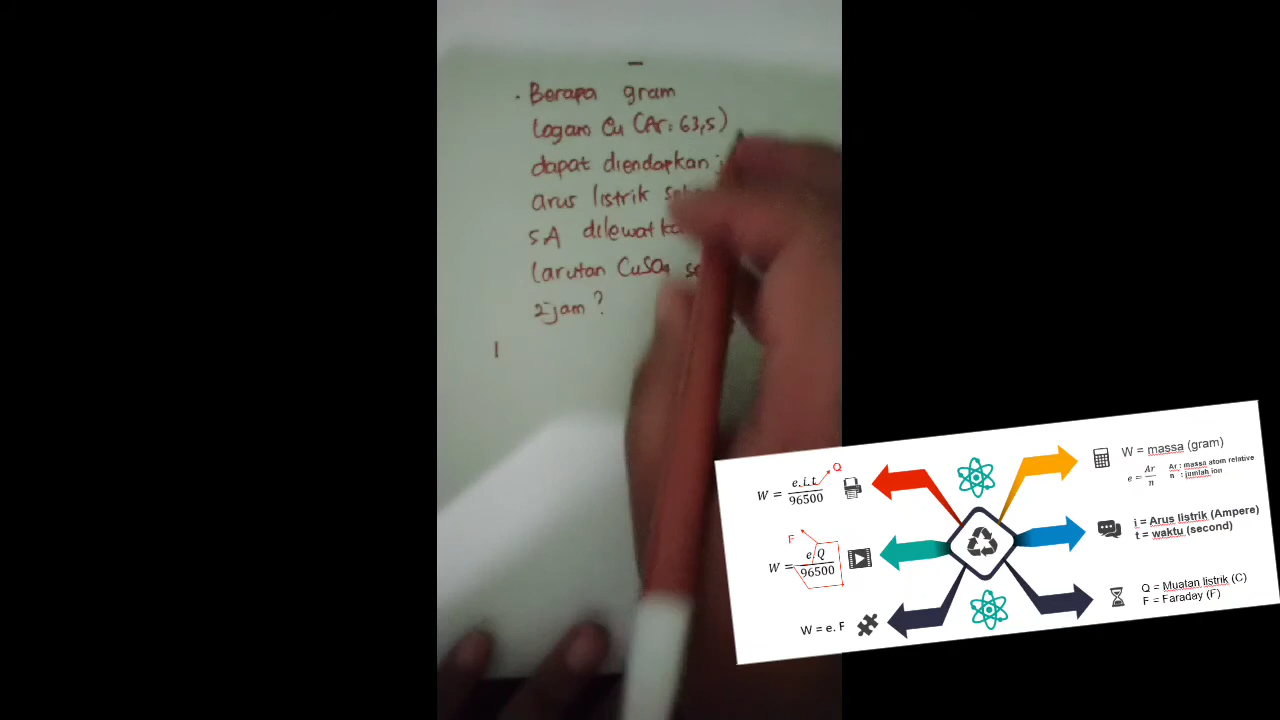 . Berapa gram
logam Cu (Ar: 63,5)
dapat diendapkan
arus listrik
5A
larutan CuSO4
2 jam?
W = e.i.t / 96500
Q
F
W = e Q / 96500
W = e. F
W = massa (gram)
e = Ar / n
Ar : massa atom relative
n : jumlah ion
i = Arus listrik (Ampere)
t = waktu (second)
Q = Muatan listrik (C)
F = Faraday (F)